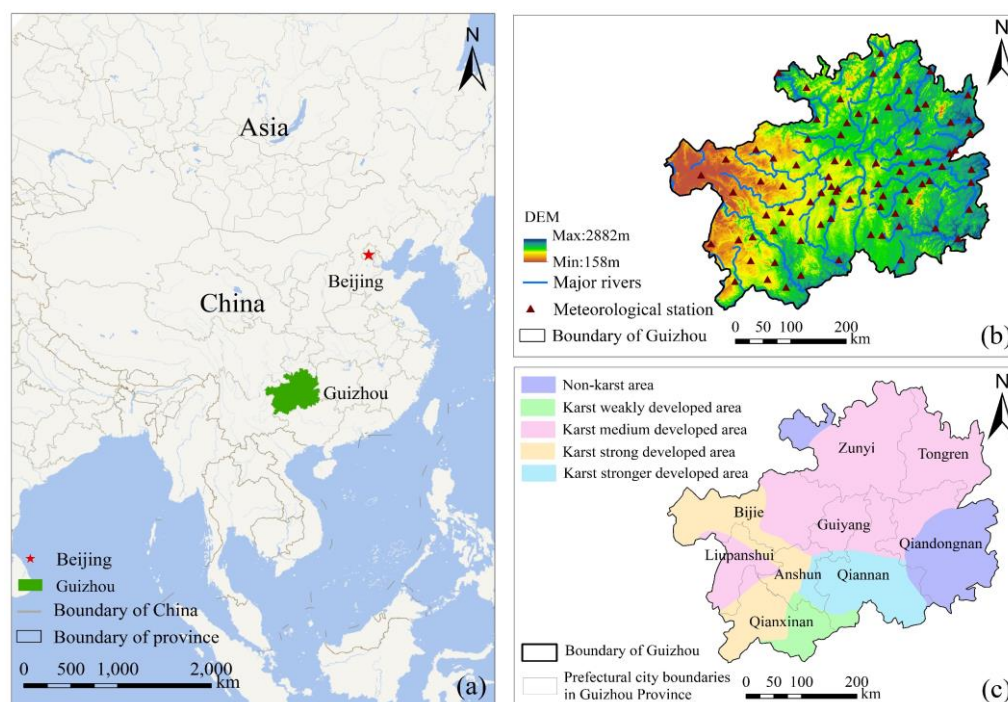 N
Asia
Beijing
China
Guizhou
Beijing
Guizhou
Boundary of China
Boundary of province
0 500 1,000 2,000
km
(a)
N
DEM
Max:2882m
Min:158m
Major rivers
Meteorological station
Boundary of Guizhou
0 50 100 200
km
(b)
Non-karst area
Karst weakly developed area
Karst medium developed area
Karst strong developed area
Karst stronger developed area
N
Zunyi
Tongren
Bijie
Guiyang
Qiandongnan
Liupanshui
Anshun
Qiannan
Qianxinan
Boundary of Guizhou
Prefectural city boundaries
in Guizhou Province
0 50 100 200
km
(c)